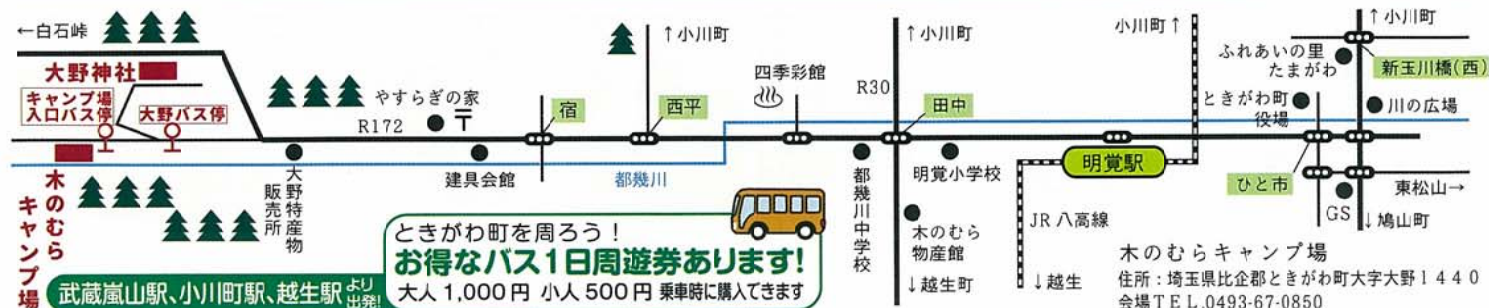 ←白石峠
大野神社
キャンプ場
入口バス停
大野バス停
木のむら
キャンプ場
やすらぎの家
〒
R172
大野特産物
販売所
建具会館
宿
↑小川町
西平
都幾川
四季彩館
都幾川中学校
↑小川町
R30
田中
明覚小学校
木のむら
物産館
↓越生町
小川町↑
明覚駅
JR八高線
↓越生
↑小川町
ふれあいの里
たまがわ
新玉川橋(西)
ときがわ町
役場
川の広場
ひと市
東松山→
GS
↓鳩山町
ときがわ町を周ろう！
お得なバス1日周遊券あります!
大人1,000円 小人500円 乗車時に購入できます
武蔵嵐山駅、小川町駅、越生駅より出発!
木のむらキャンプ場
住所：埼玉県比企郡ときがわ町大字大野1440
会場TEL.0493-67-0850